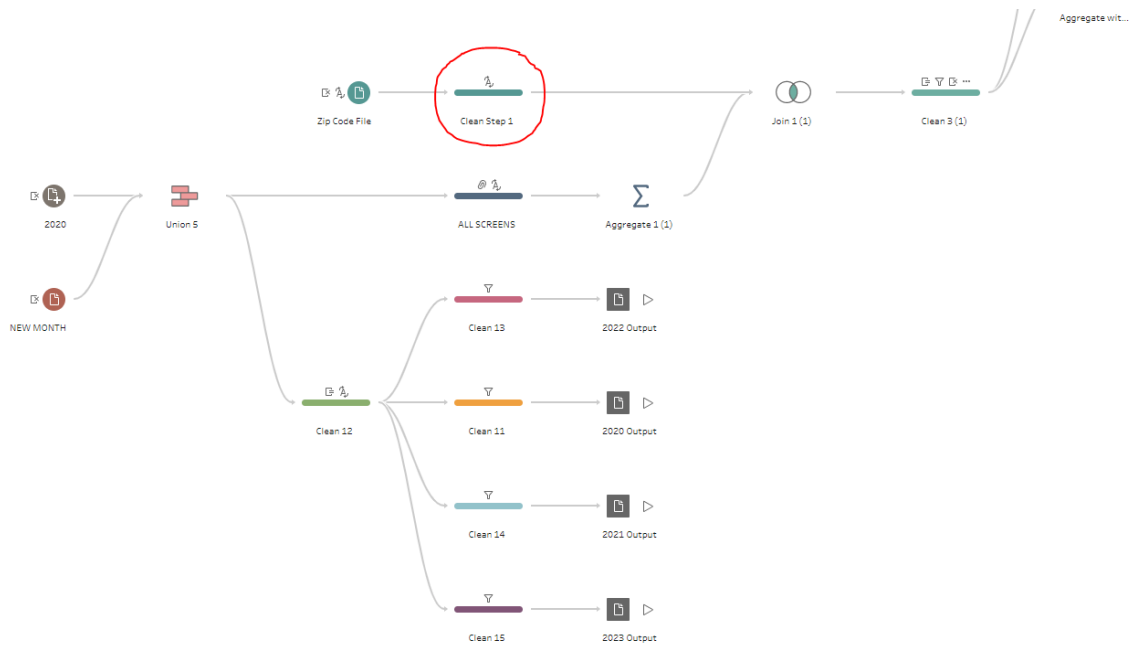 Aggregate wit...
Zip Code File
Clean Step 1
Join 1 (1)
Clean 3 (1)
2020
Union 5
ALL SCREENS
Aggregate 1 (1)
NEW MONTH
Clean 13
2022 Output
Clean 12
Clean 11
2020 Output
Clean 14
2021 Output
Clean 15
2023 Output